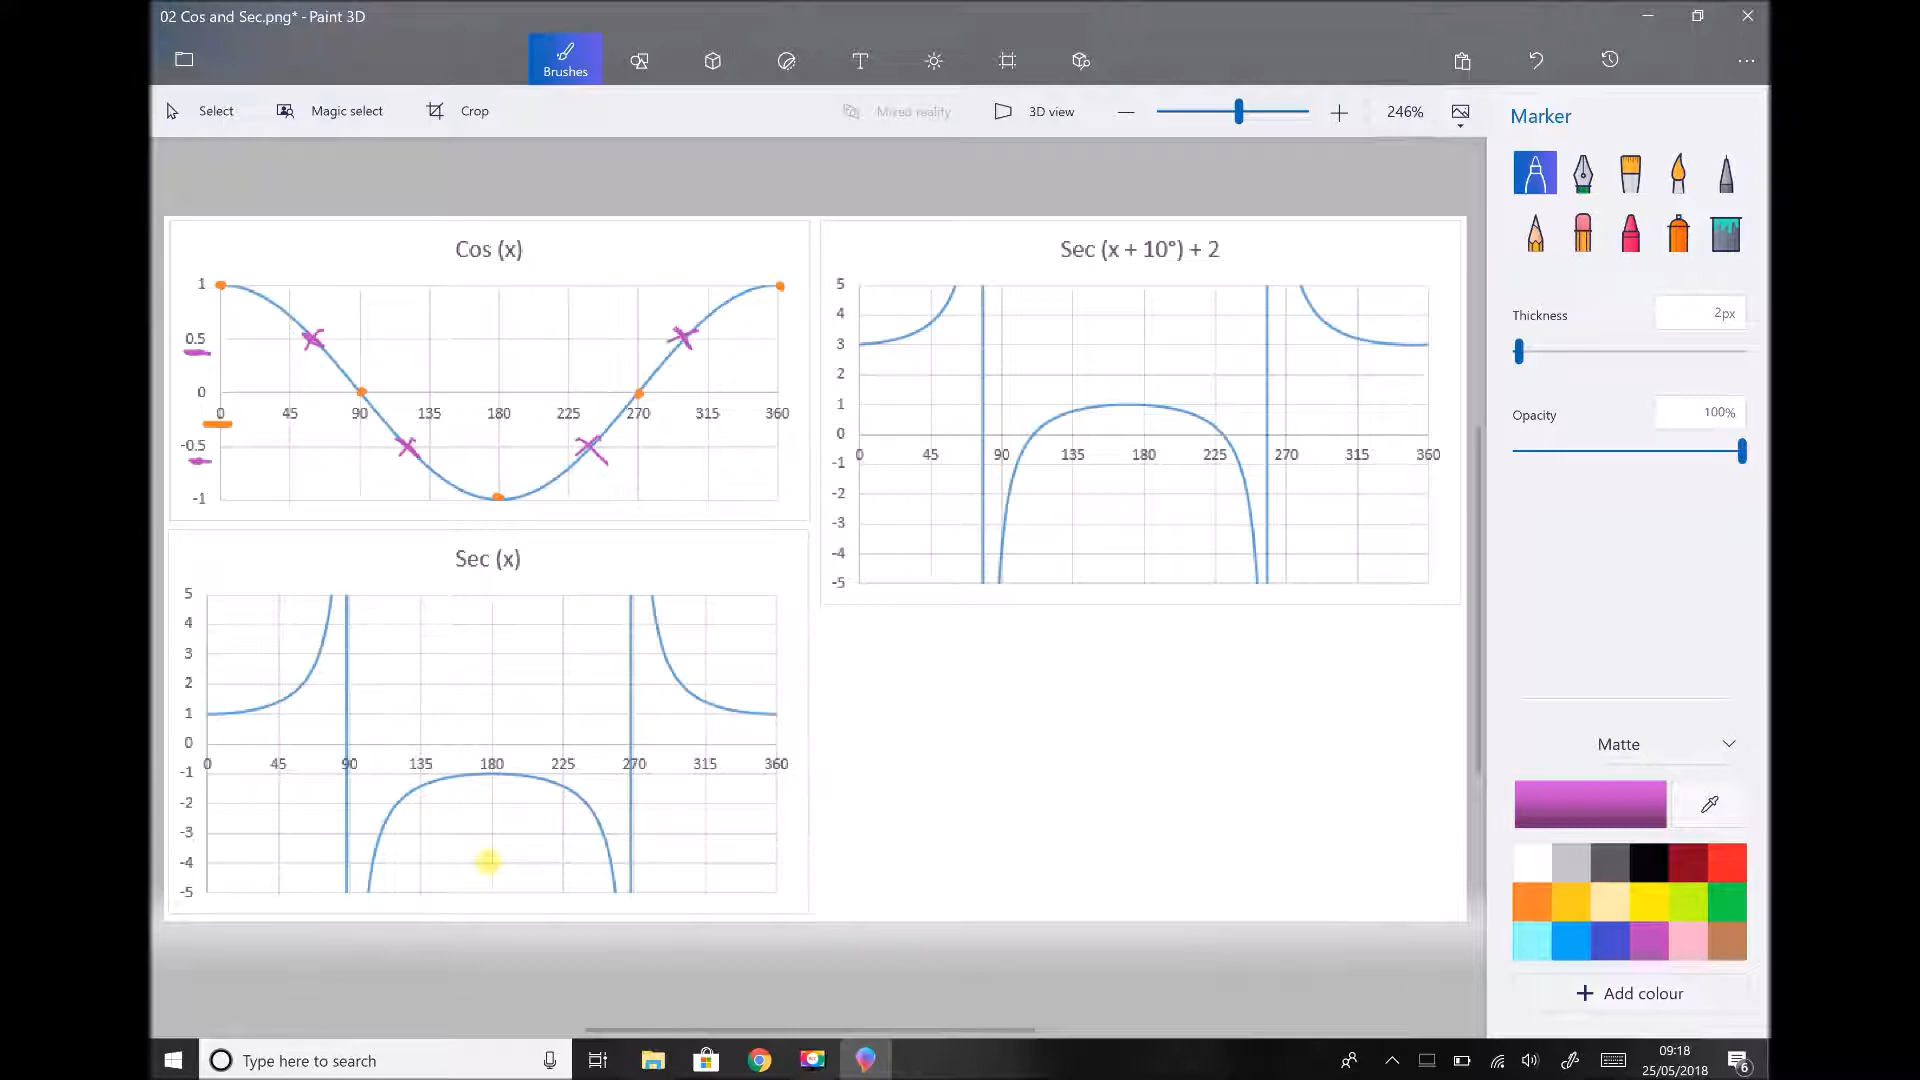 02 Cos and Sec.png* - Paint 3D
Brushes
Select
Magic select
Crop
Mixed reality
3D view
246%
Marker
Thickness
2px
Opacity
100%
Matte
Add colour
Cos (x)
1
0.5
0
-0.5
-1
0 45 90 135 180 225 270 315 360
Sec (x + 10°) + 2
5
4
3
2
1
0
-1
-2
-3
-4
-5
0 45 90 135 180 225 270 315 360
Sec (x)
5
4
3
2
1
0
-1
-2
-3
-4
-5
0 45 90 135 180 225 270 315 360
Type here to search
09:18
25/05/2018
6